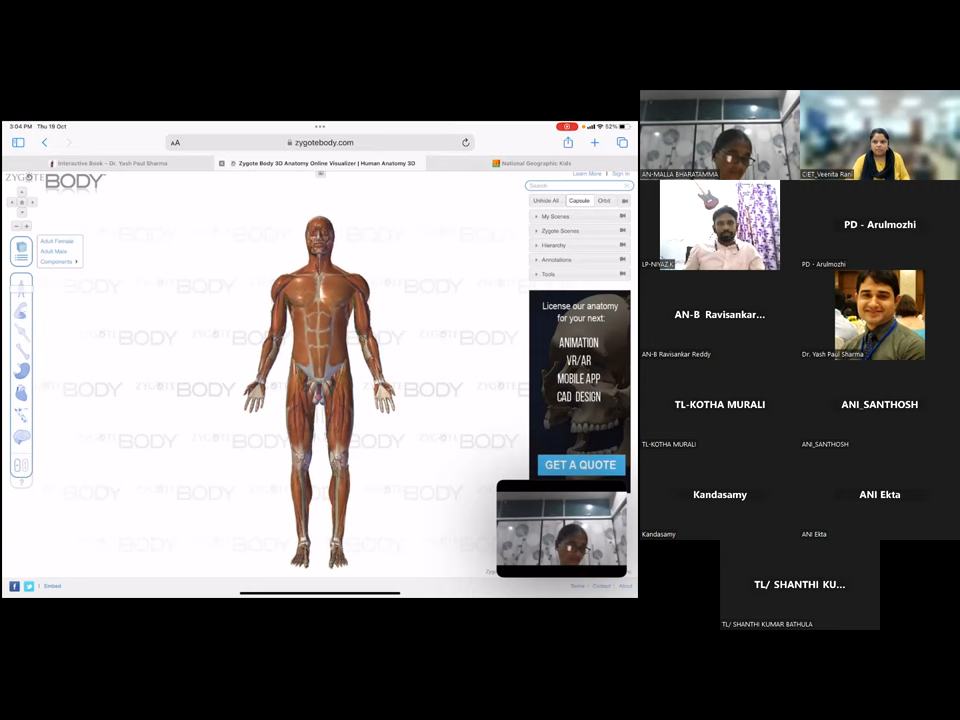 3:04 PM Thu 19 Oct
52%
AA
zygotebody.com
Interactive Book – Dr. Yash Paul Sharma
Zygote Body 3D Anatomy Online Visualizer | Human Anatomy 3D
National Geographic Kids
ZYGOTE BODY
Learn More | Sign In
Search
Unhide All
Capsule
Orbit
My Scenes
Zygote Scenes
Hierarchy
Annotations
Tools
Adult Female
Adult Male
Components
License our anatomy
for your next:
ANIMATION
VR/AR
MOBILE APP
CAD DESIGN
GET A QUOTE
Embed
Terms
Contact
About
AN-MALLA BHARATAMMA
CIET_Veenita Rani
LP-NIYAZ.K
PD - Arulmozhi
PD - Arulmozhi
AN-B Ravisankar...
AN-B Ravisankar Reddy
Dr. Yash Paul Sharma
TL-KOTHA MURALI
TL-KOTHA MURALI
ANI_SANTHOSH
ANI_SANTHOSH
Kandasamy
Kandasamy
ANI Ekta
ANI Ekta
TL/ SHANTHI KU...
TL/ SHANTHI KUMAR BATHULA